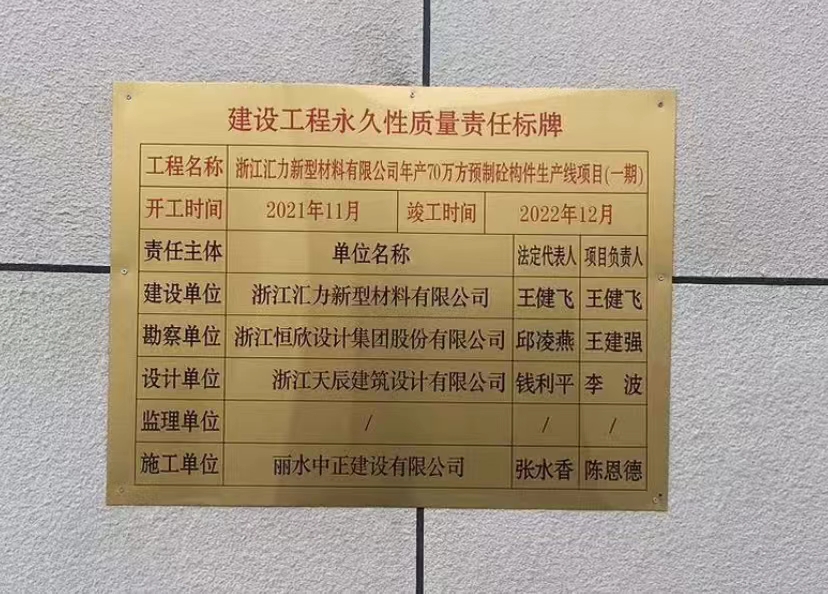 建设工程永久性质量责任标牌
工程名称 浙江汇力新型材料有限公司年产70万方预制砼构件生产线项目(一期)
开工时间 2021年11月 竣工时间 2022年12月
责任主体 单位名称 法定代表人 项目负责人
建设单位 浙江汇力新型材料有限公司 王健飞 王健飞
勘察单位 浙江恒欣设计集团股份有限公司 邱凌燕 王建强
设计单位 浙江天辰建筑设计有限公司 钱利平 李 波
监理单位 / / /
施工单位 丽水中正建设有限公司 张水香 陈恩德